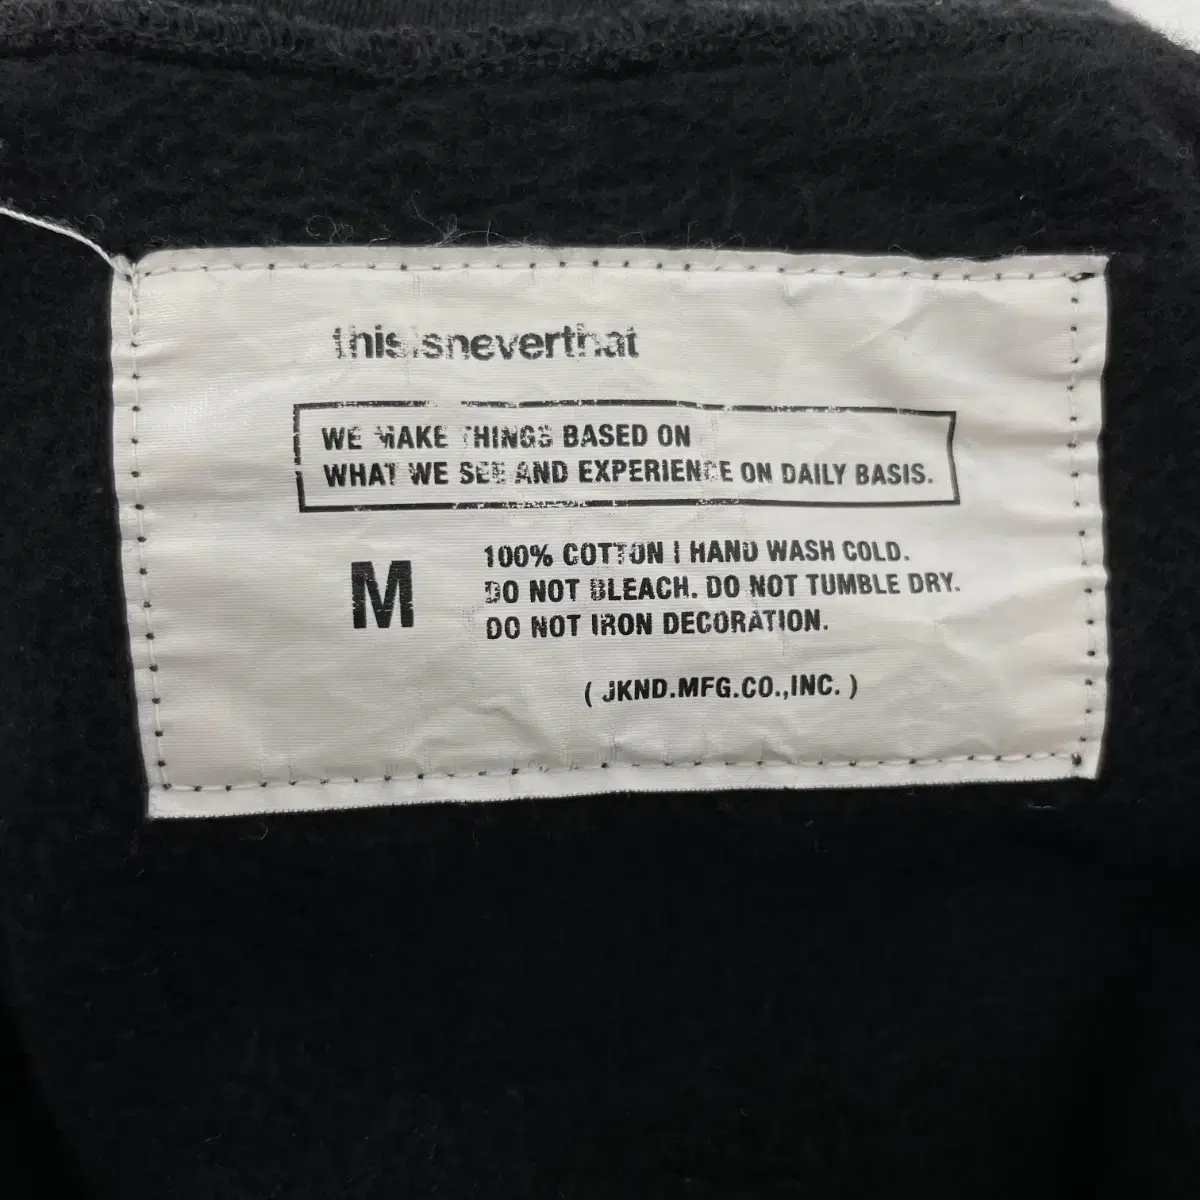 thisisneverthat
WE MAKE THINGS BASED ON
WHAT WE SEE AND EXPERIENCE ON DAILY BASIS.
M
100% COTTON | HAND WASH COLD.
DO NOT BLEACH. DO NOT TUMBLE DRY.
DO NOT IRON DECORATION.
( JKND.MFG.CO.,INC. )